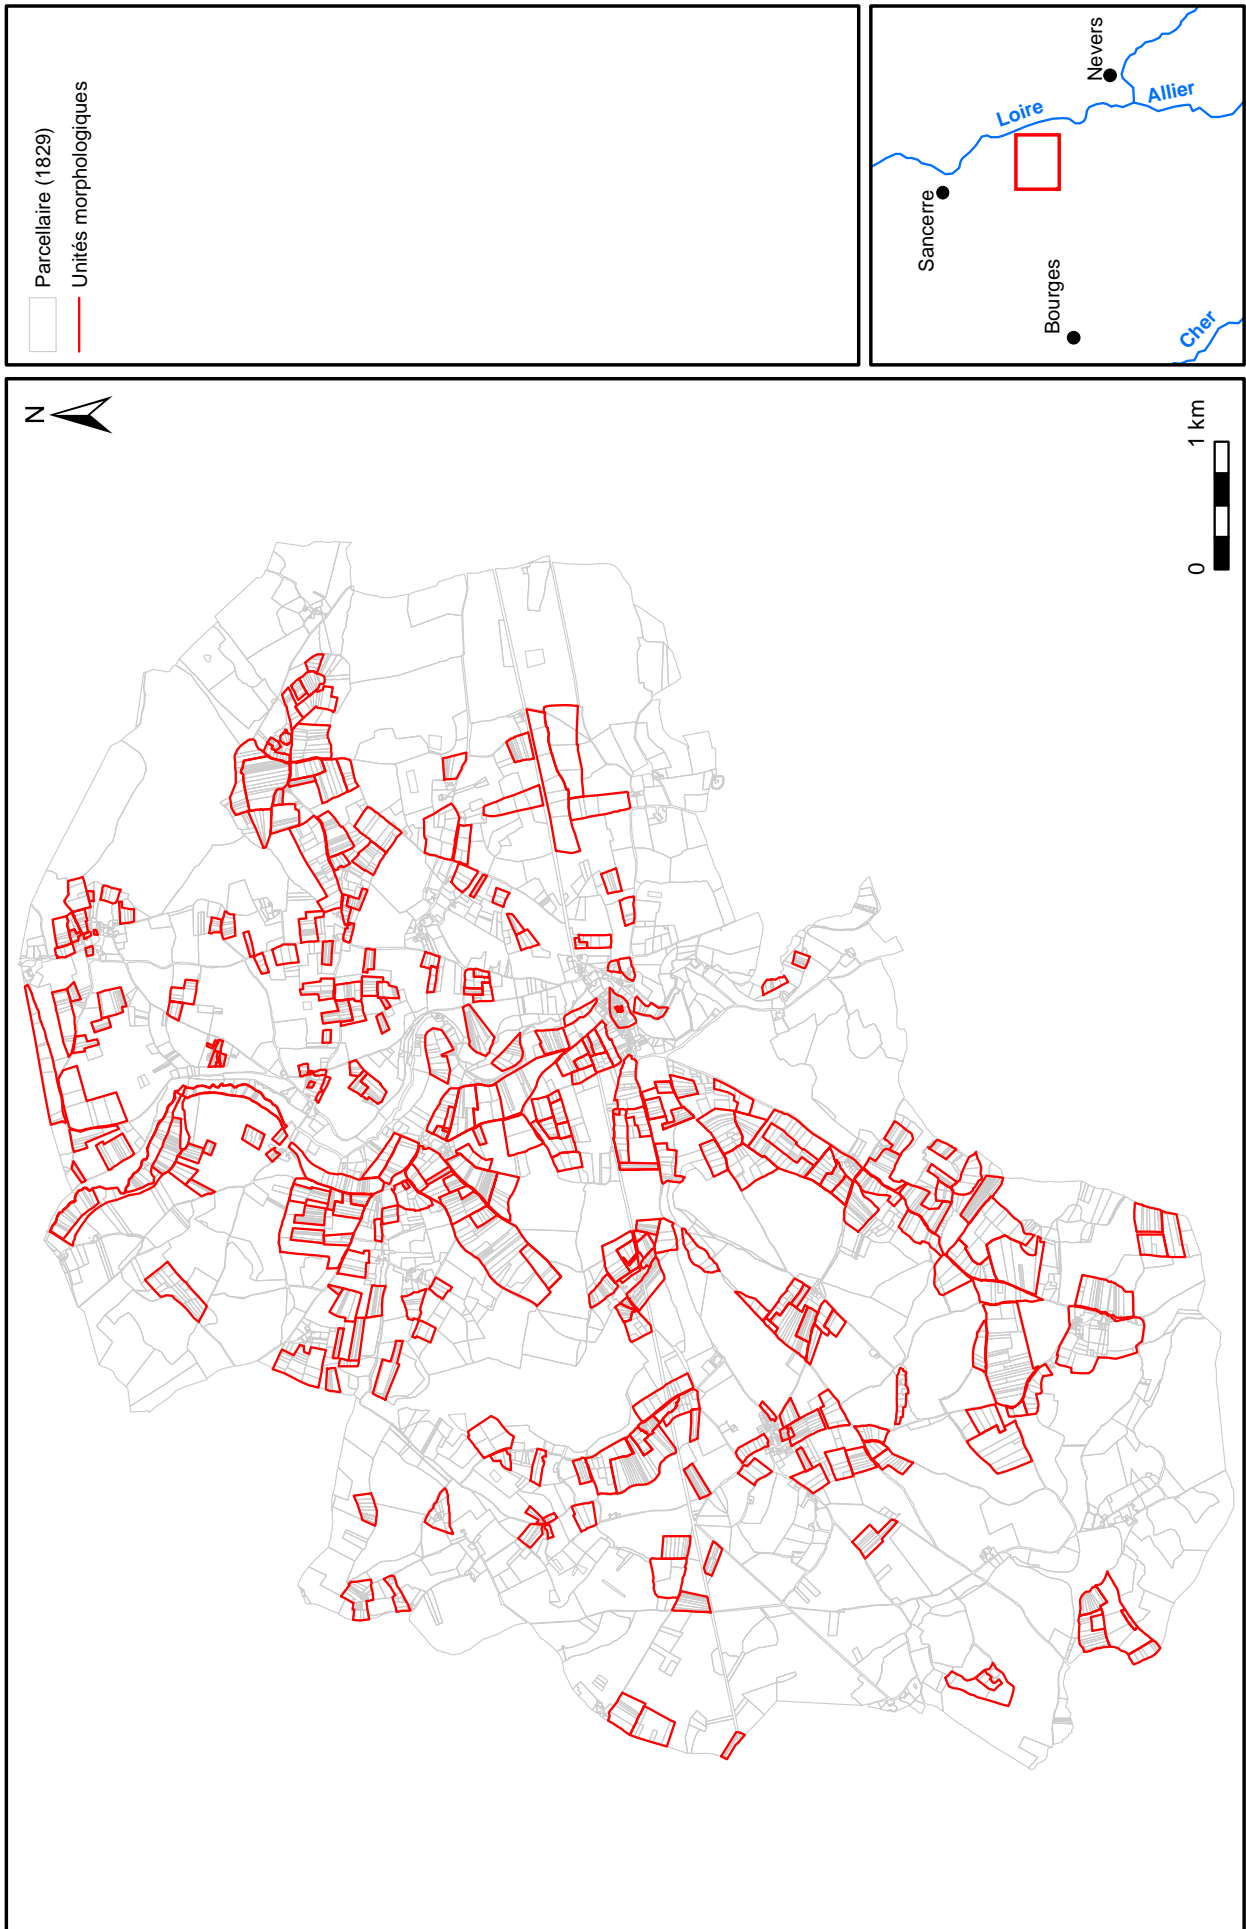 Parcellaire (1829)
Unités morphologiques
Sancerre
Loire
Nevers
Allier
Bourges
Cher
N
0 1 km